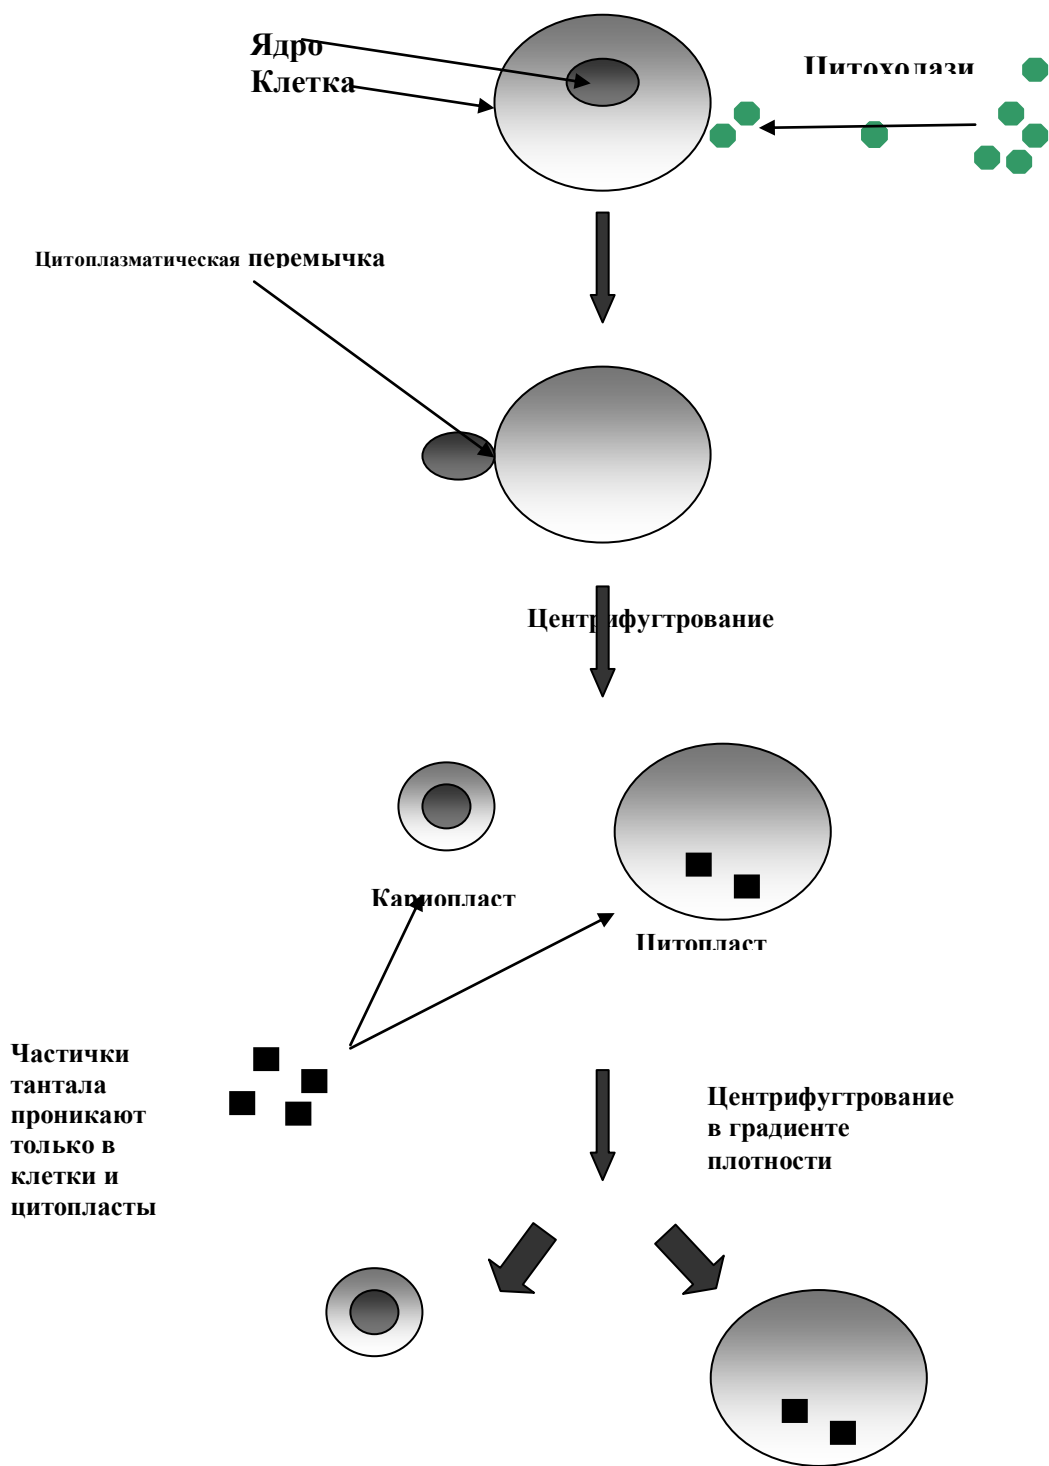 Ядро
Клетка
Цитохолази
Цитоплазматическая перемычка
Центрифугтрование
Кариопласт
Цитопласт
Частички
тантала
проникают
только в
клетки и
цитопласты
Центрифугтрование
в градиенте
плотности